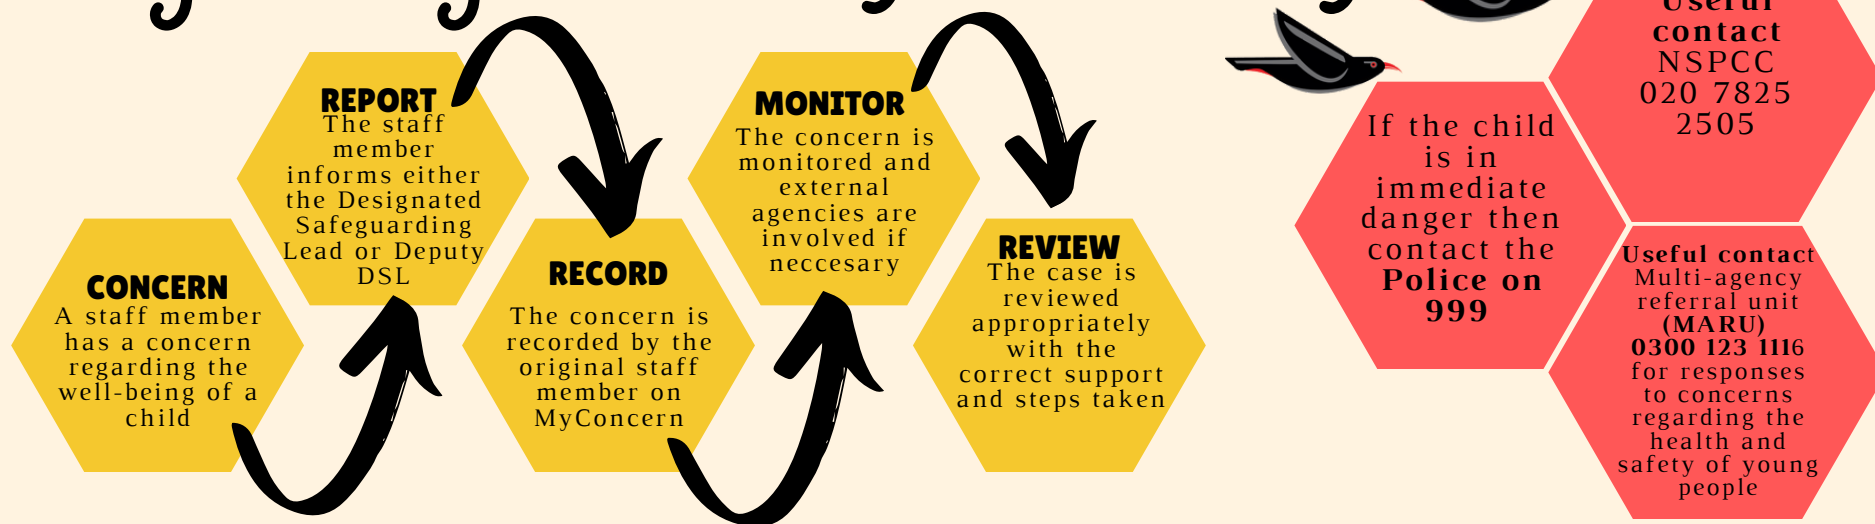 CONCERN
A staff member
has a concern
regarding the
well-being of a
child
REPORT
The staff
member
informs either
the Designated
Safeguarding
Lead or Deputy
DSL
RECORD
The concern is
recorded by the
original staff
member on
MyConcern
MONITOR
The concern is
monitored and
external
agencies are
involved if
neccesary
REVIEW
The case is
reviewed
appropriately
with the
correct support
and steps taken
If the child
is in
immediate
danger then
contact the
Police on
999
Useful
contact
NSPCC
020 7825
2505
Useful contact
Multi-agency
referral unit
(MARU)
0300 123 1116
for responses
to concerns
regarding the
health and
safety of young
people